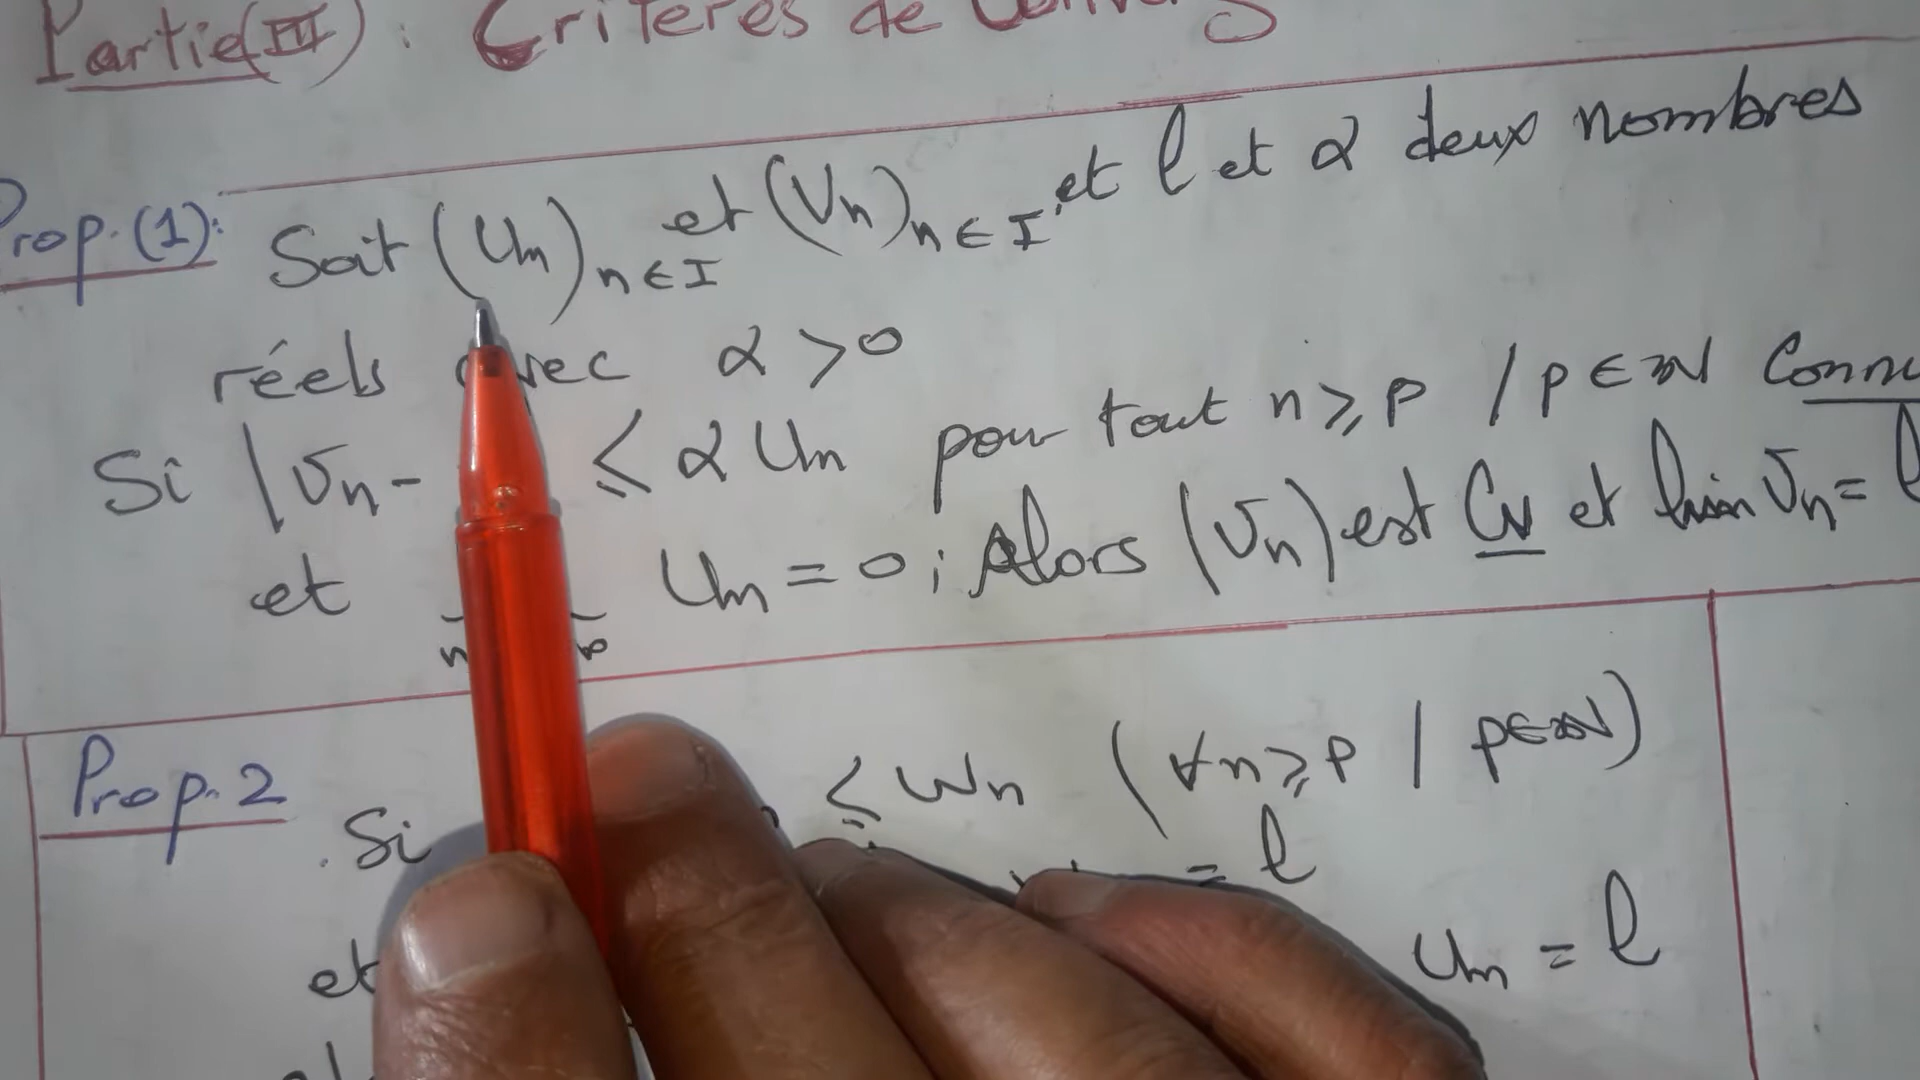 Partie(III) : Critères de
Prop.(1): Soit (Un)n∈I et (Vn)n∈I et l et α deux nombres
réels avec α > 0
Si |Vn- ≤ α Un pour tout n ≥ p / p ∈ IN
et Un = 0 ; Alors (Vn) est CV et lim Vn = l
Prop.2
. Si ≤ Wn (∀n ≥ p / p∈IN)
= l
et Un = l